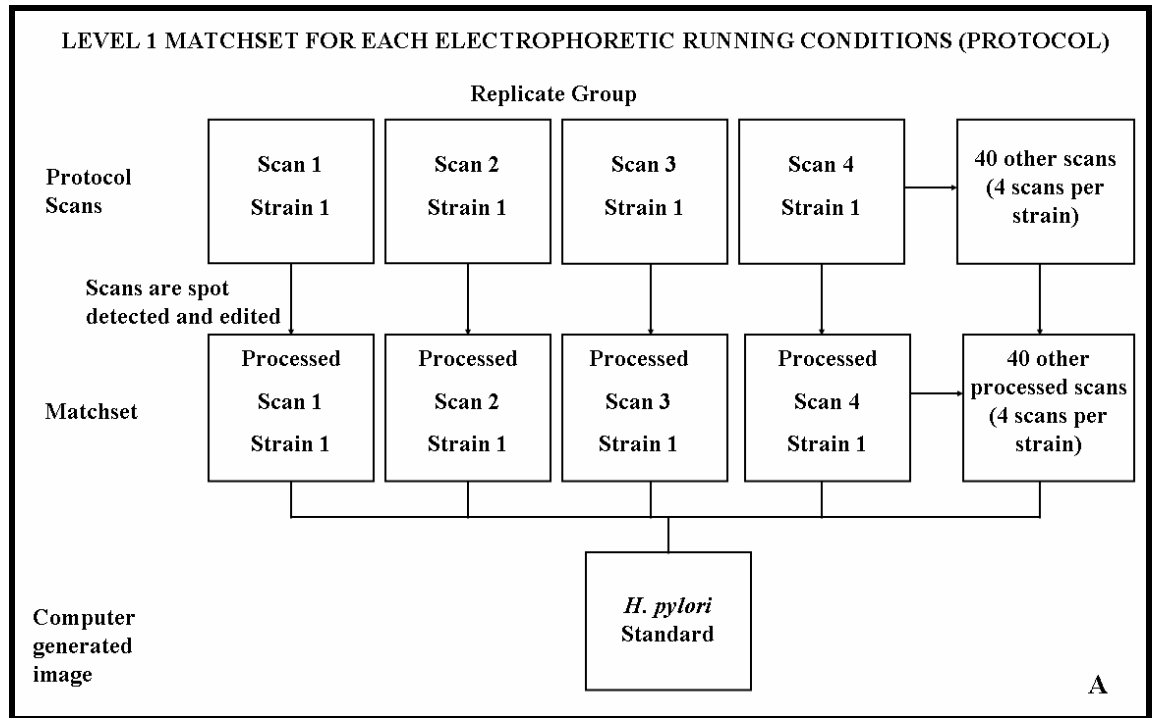 LEVEL 1 MATCHSET FOR EACH ELECTROPHORETIC RUNNING CONDITIONS (PROTOCOL)
Replicate Group
Protocol
Scans
Scan 1
Strain 1
Scan 2
Strain 1
Scan 3
Strain 1
Scan 4
Strain 1
40 other scans
(4 scans per
strain)
Scans are spot
detected and edited
Matchset
Processed
Scan 1
Strain 1
Processed
Scan 2
Strain 1
Processed
Scan 3
Strain 1
Processed
Scan 4
Strain 1
40 other
processed scans
(4 scans per
strain)
Computer
generated
image
H. pylori
Standard
A